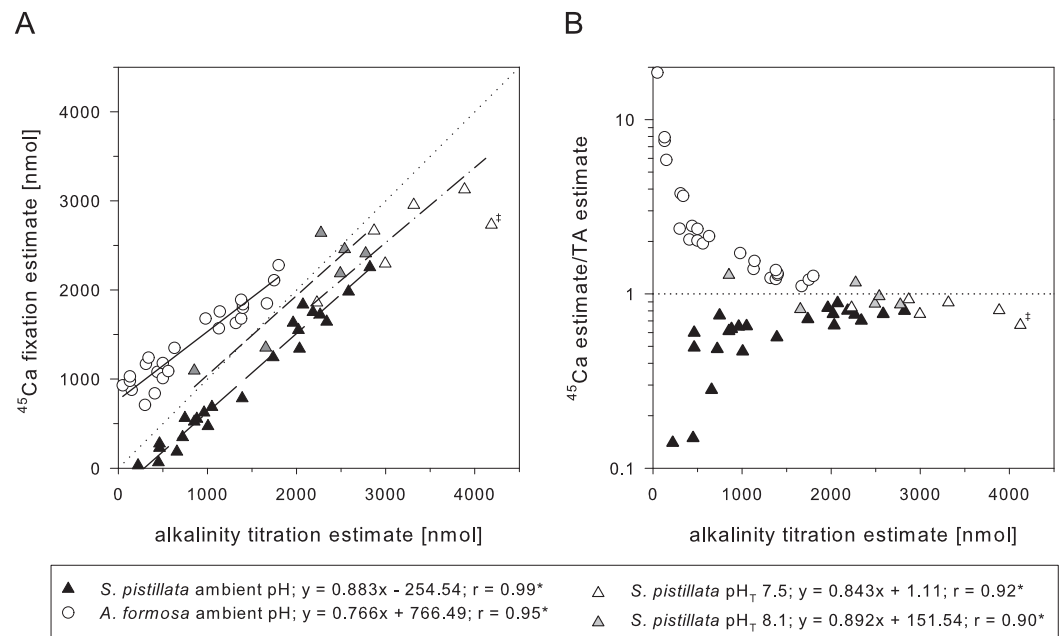 A
B
⁴⁵Ca fixation estimate [nmol]
4000
3000
2000
1000
0
‡
0 1000 2000 3000 4000
alkalinity titration estimate [nmol]
⁴⁵Ca estimate/TA estimate
10
1
0.1
‡
0 1000 2000 3000 4000
alkalinity titration estimate [nmol]
S. pistillata ambient pH; y = 0.883x - 254.54; r = 0.99*
A. formosa ambient pH; y = 0.766x + 766.49; r = 0.95*
S. pistillata pH_T 7.5; y = 0.843x + 1.11; r = 0.92*
S. pistillata pH_T 8.1; y = 0.892x + 151.54; r = 0.90*